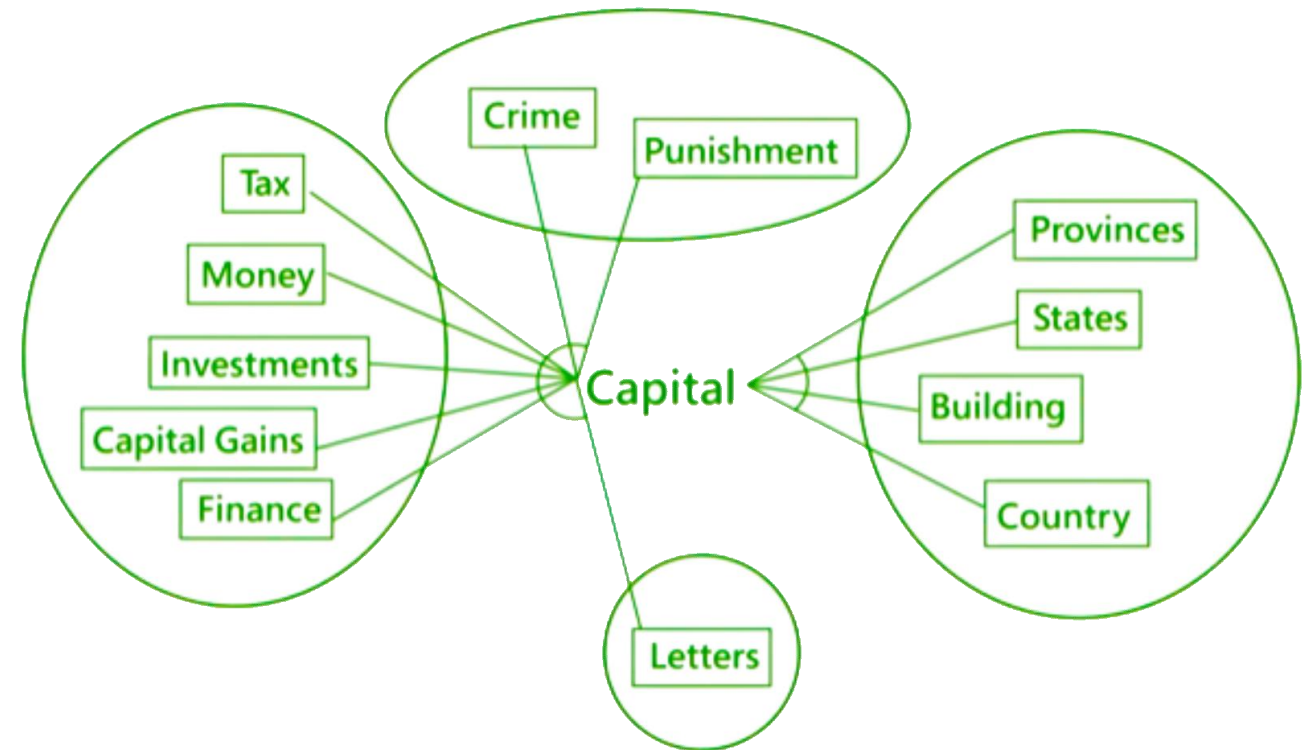 Crime
Punishment
Tax
Money
Investments
Capital Gains
Finance
Capital
Provinces
States
Building
Country
Letters